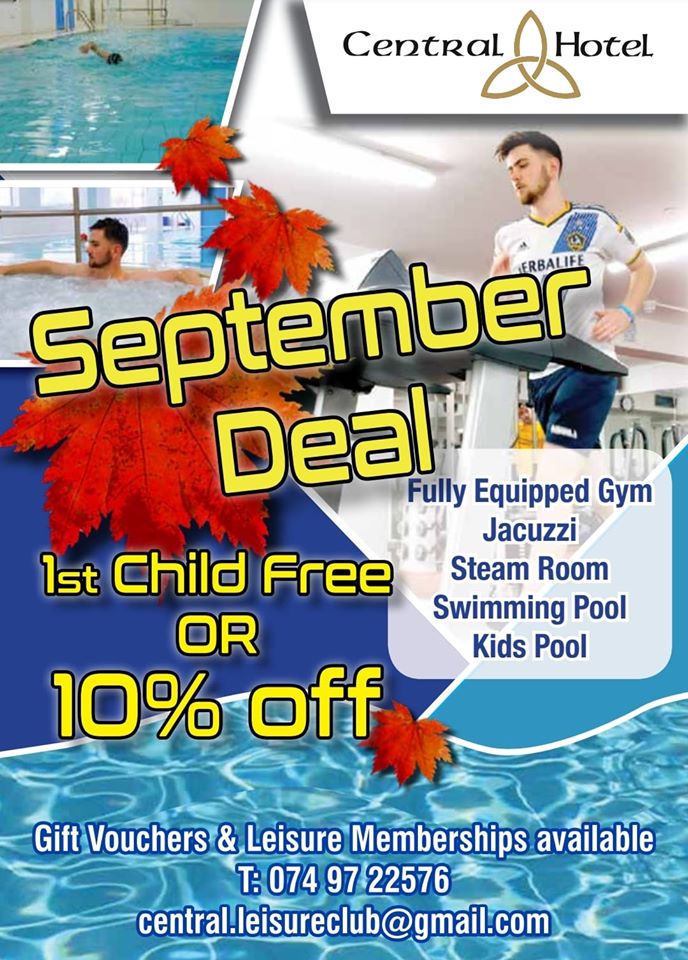 Central Hotel
HERBALIFE
September
Deal
Fully Equipped Gym
Jacuzzi
Steam Room
Swimming Pool
Kids Pool
1st Child Free
OR
10% off
Gift Vouchers & Leisure Memberships available
T: 074 97 22576
central.leisureclub@gmail.com